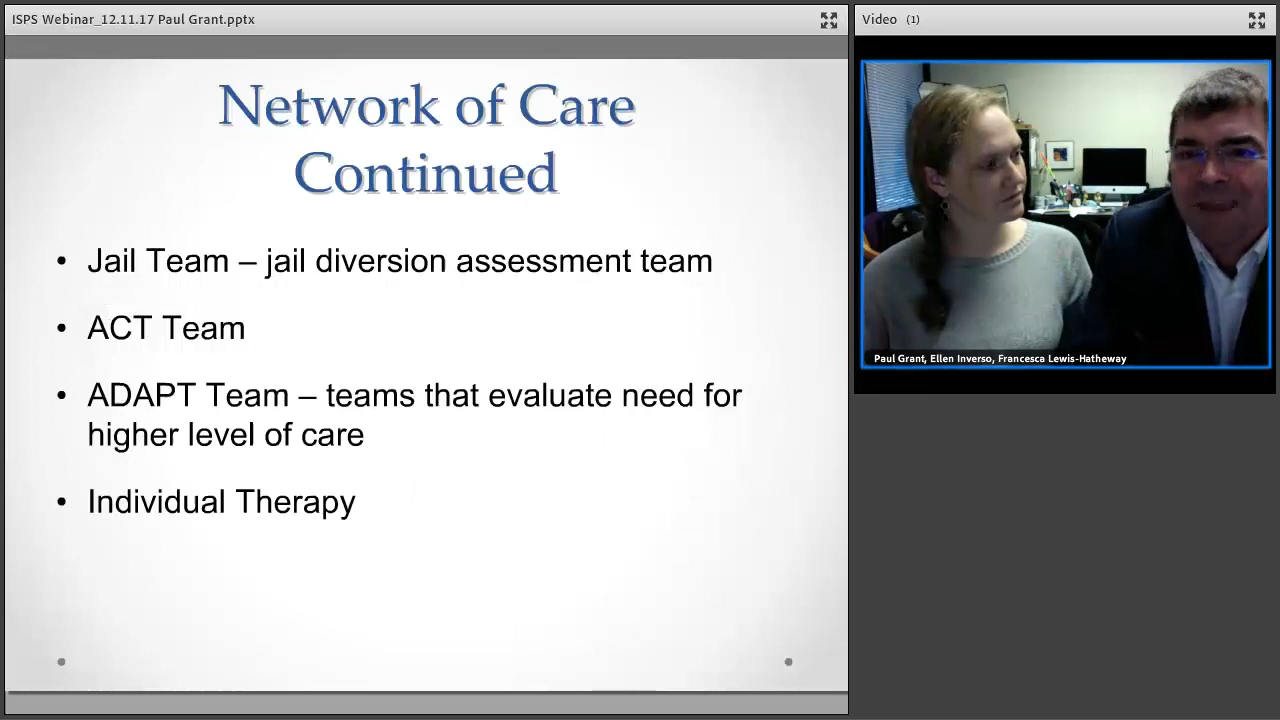 ISPS Webinar_12.11.17 Paul Grant.pptx
Network of Care
Continued
• Jail Team – jail diversion assessment team
• ACT Team
• ADAPT Team – teams that evaluate need for
higher level of care
• Individual Therapy
Video (1)
Paul Grant, Ellen Inverso, Francesca Lewis-Hatheway